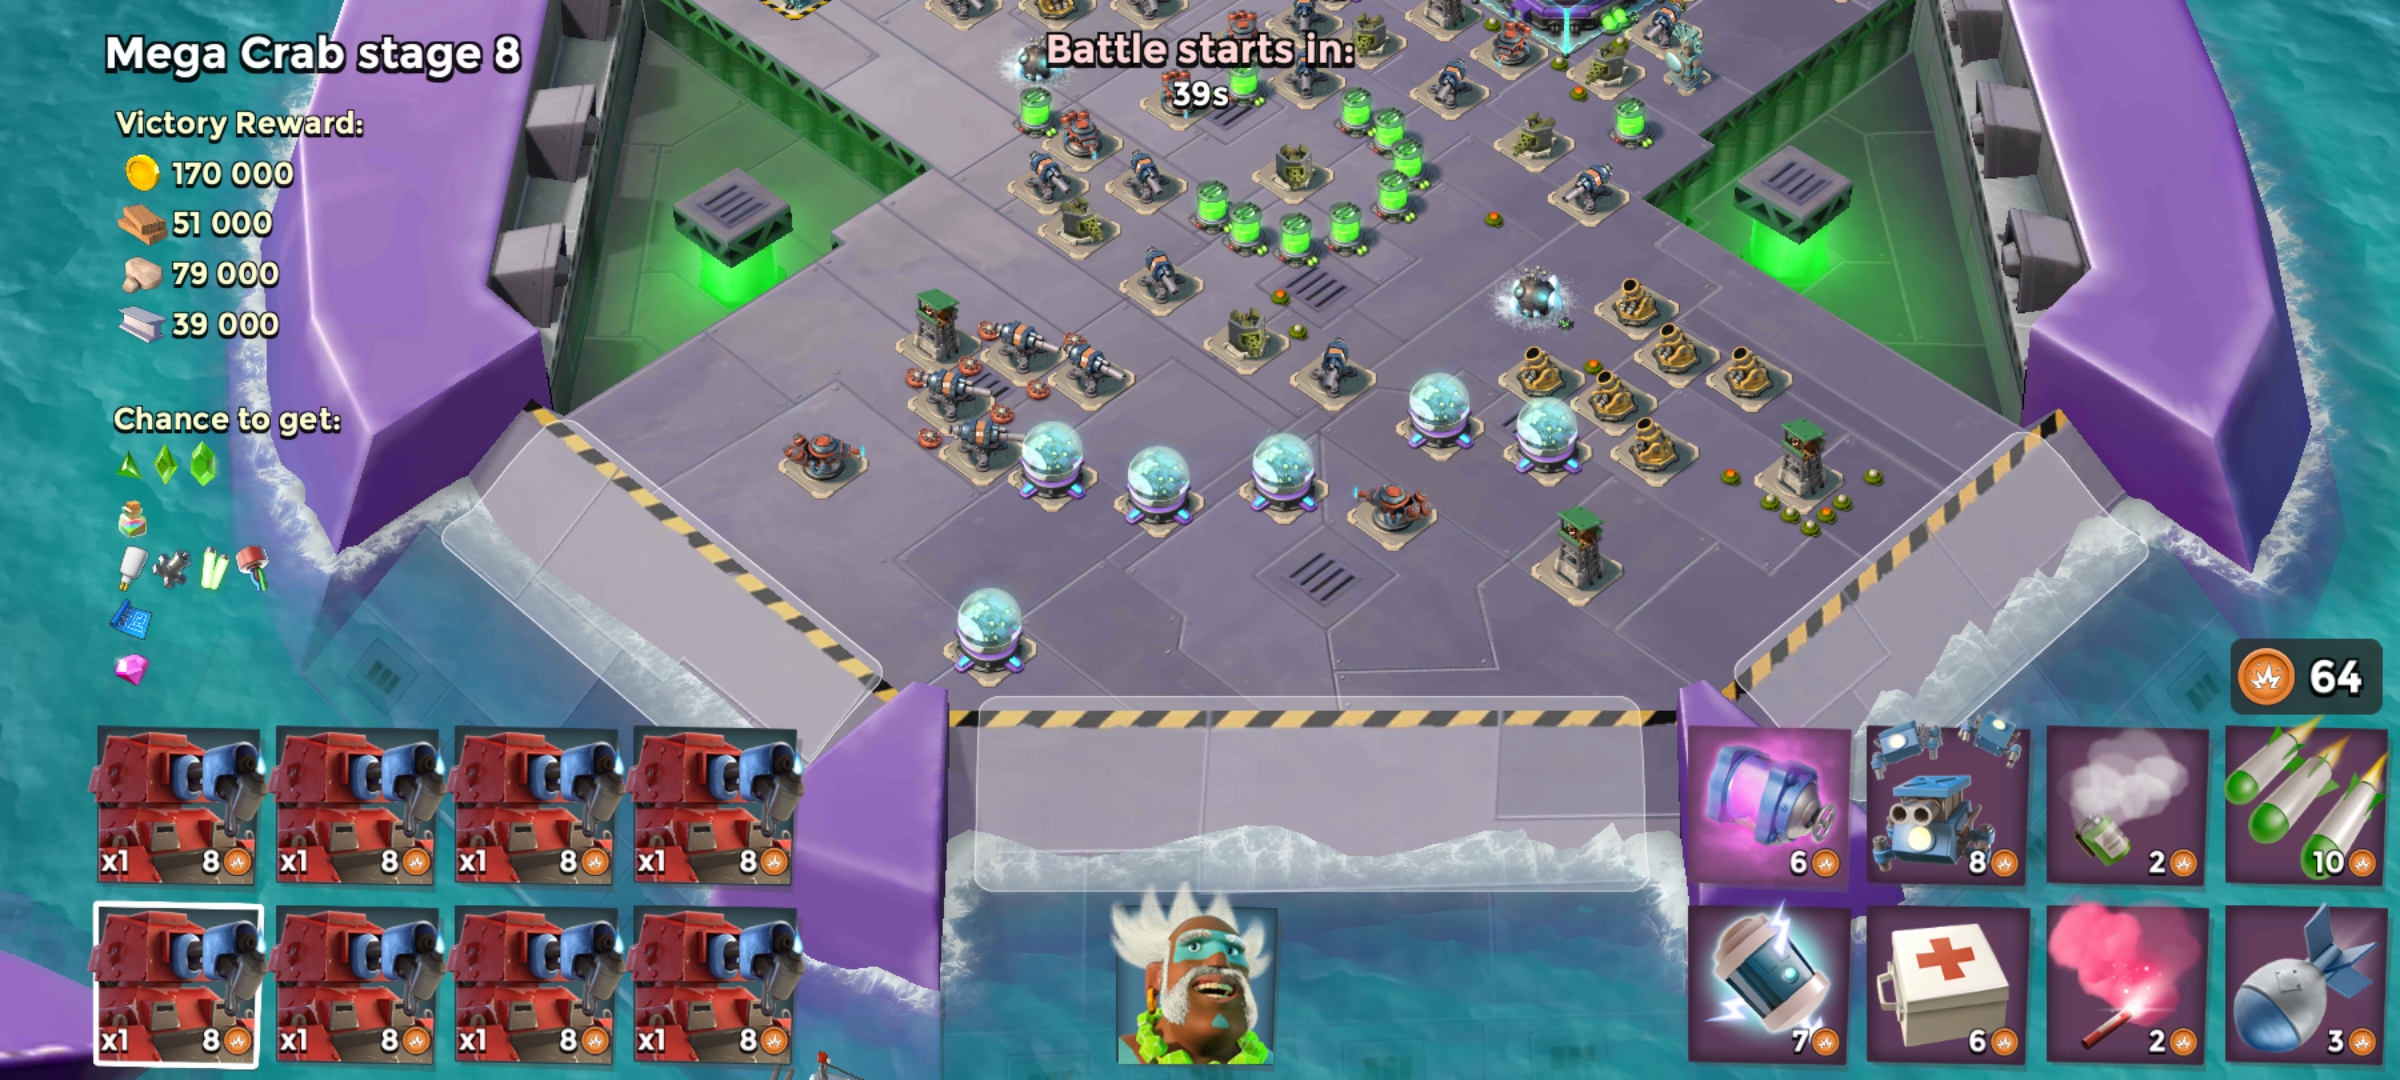 Mega Crab stage 8
Battle starts in:
39s
Victory Reward:
170 000
51 000
79 000
39 000
Chance to get:
64
x1 8
x1 8
x1 8
x1 8
6
8
2
10
x1 8
x1 8
x1 8
x1 8
7
6
2
3